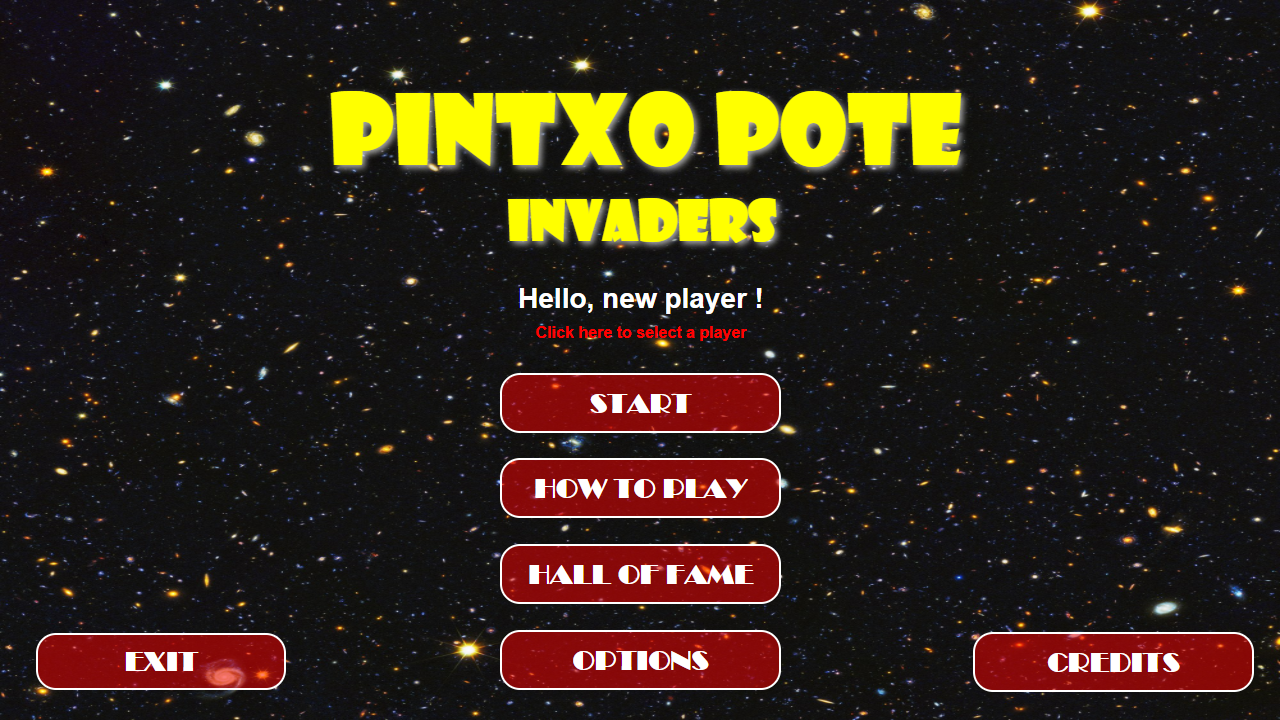 PINTXO POTE
INVADERS
Hello, new player !
Click here to select a player
START
HOW TO PLAY
HALL OF FAME
EXIT
OPTIONS
CREDITS